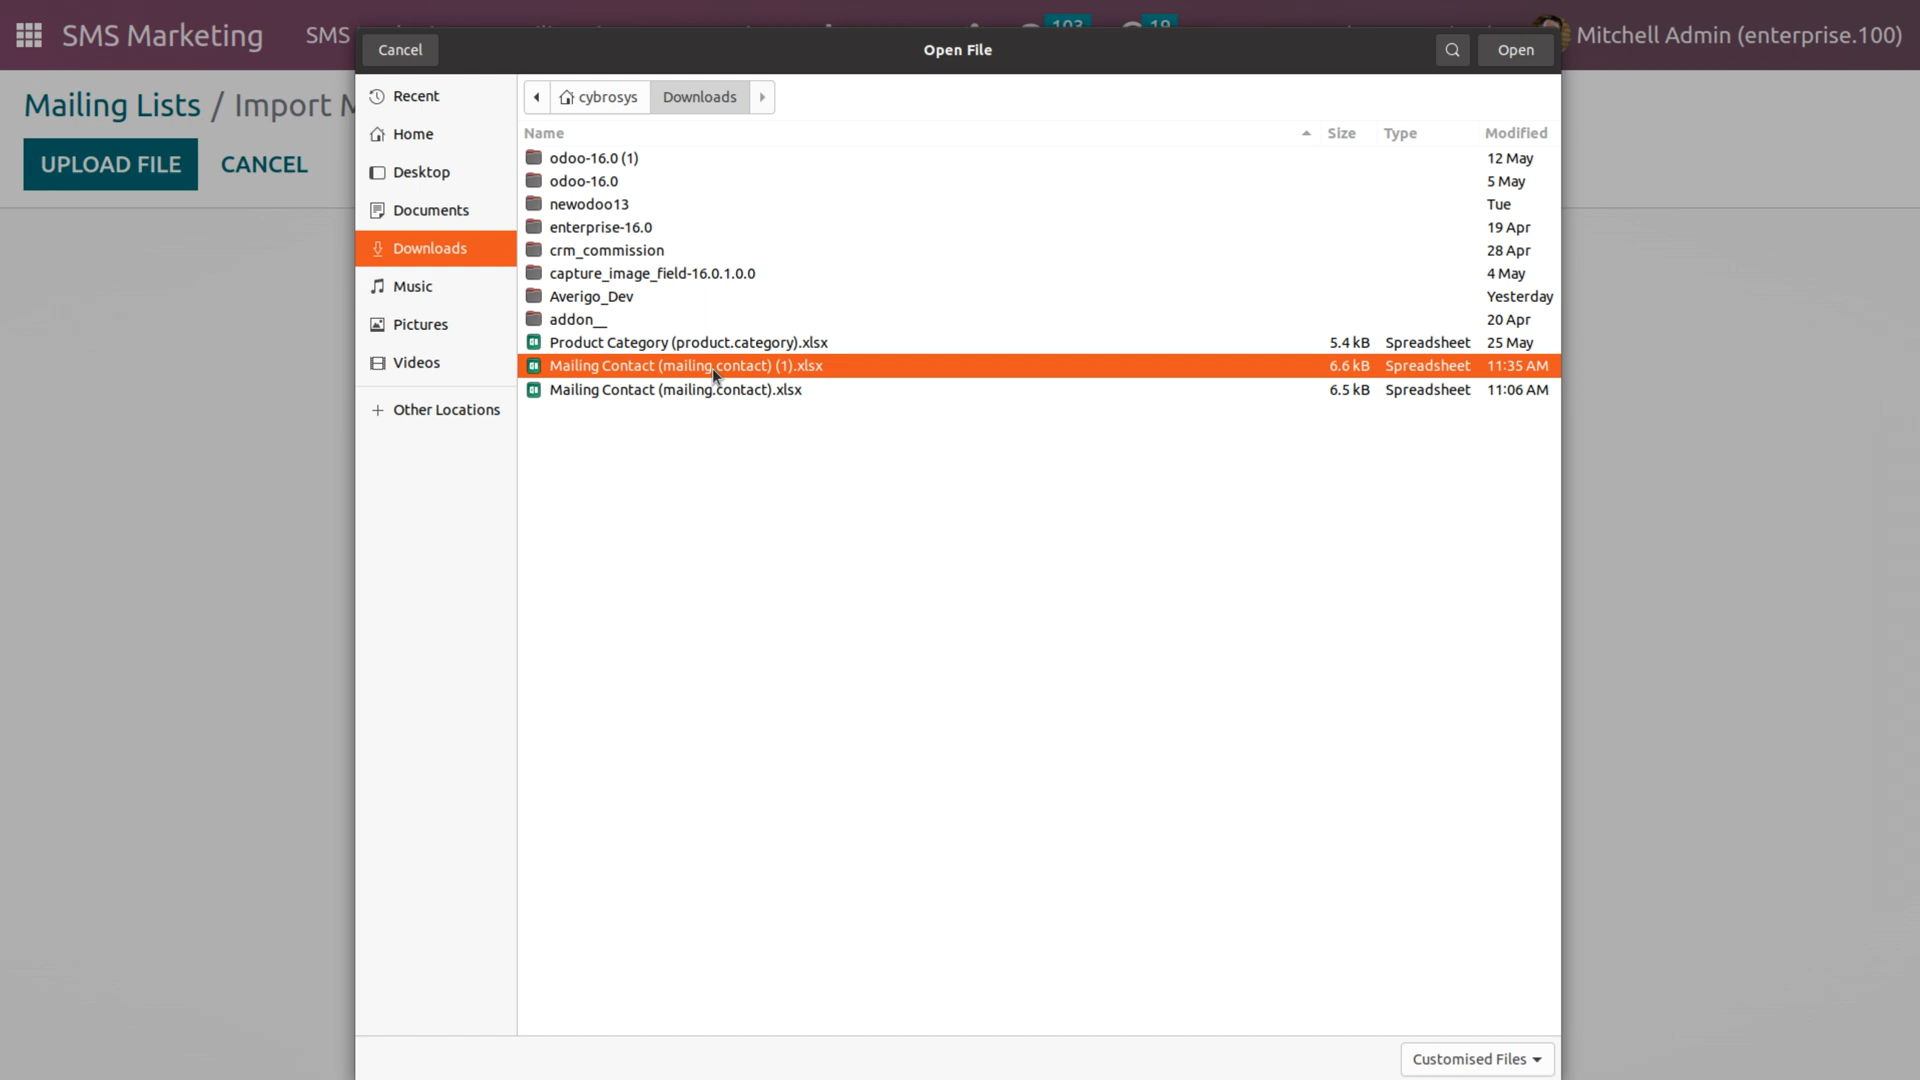 SMS Marketing
SMS
103
19
Mitchell Admin (enterprise.100)
Cancel
Open File
Open
Mailing Lists / Import M
UPLOAD FILE
CANCEL
Recent
Home
Desktop
Documents
Downloads
Music
Pictures
Videos
Other Locations
cybrosys
Downloads
Name Size Type Modified
odoo-16.0 (1) 12 May
odoo-16.0 5 May
newodoo13 Tue
enterprise-16.0 19 Apr
crm_commission 28 Apr
capture_image_field-16.0.1.0.0 4 May
Averigo_Dev Yesterday
addon__ 20 Apr
Product Category (product.category).xlsx 5.4 kB Spreadsheet 25 May
Mailing Contact (mailing.contact) (1).xlsx 6.6 kB Spreadsheet 11:35 AM
Mailing Contact (mailing.contact).xlsx 6.5 kB Spreadsheet 11:06 AM
Customised Files